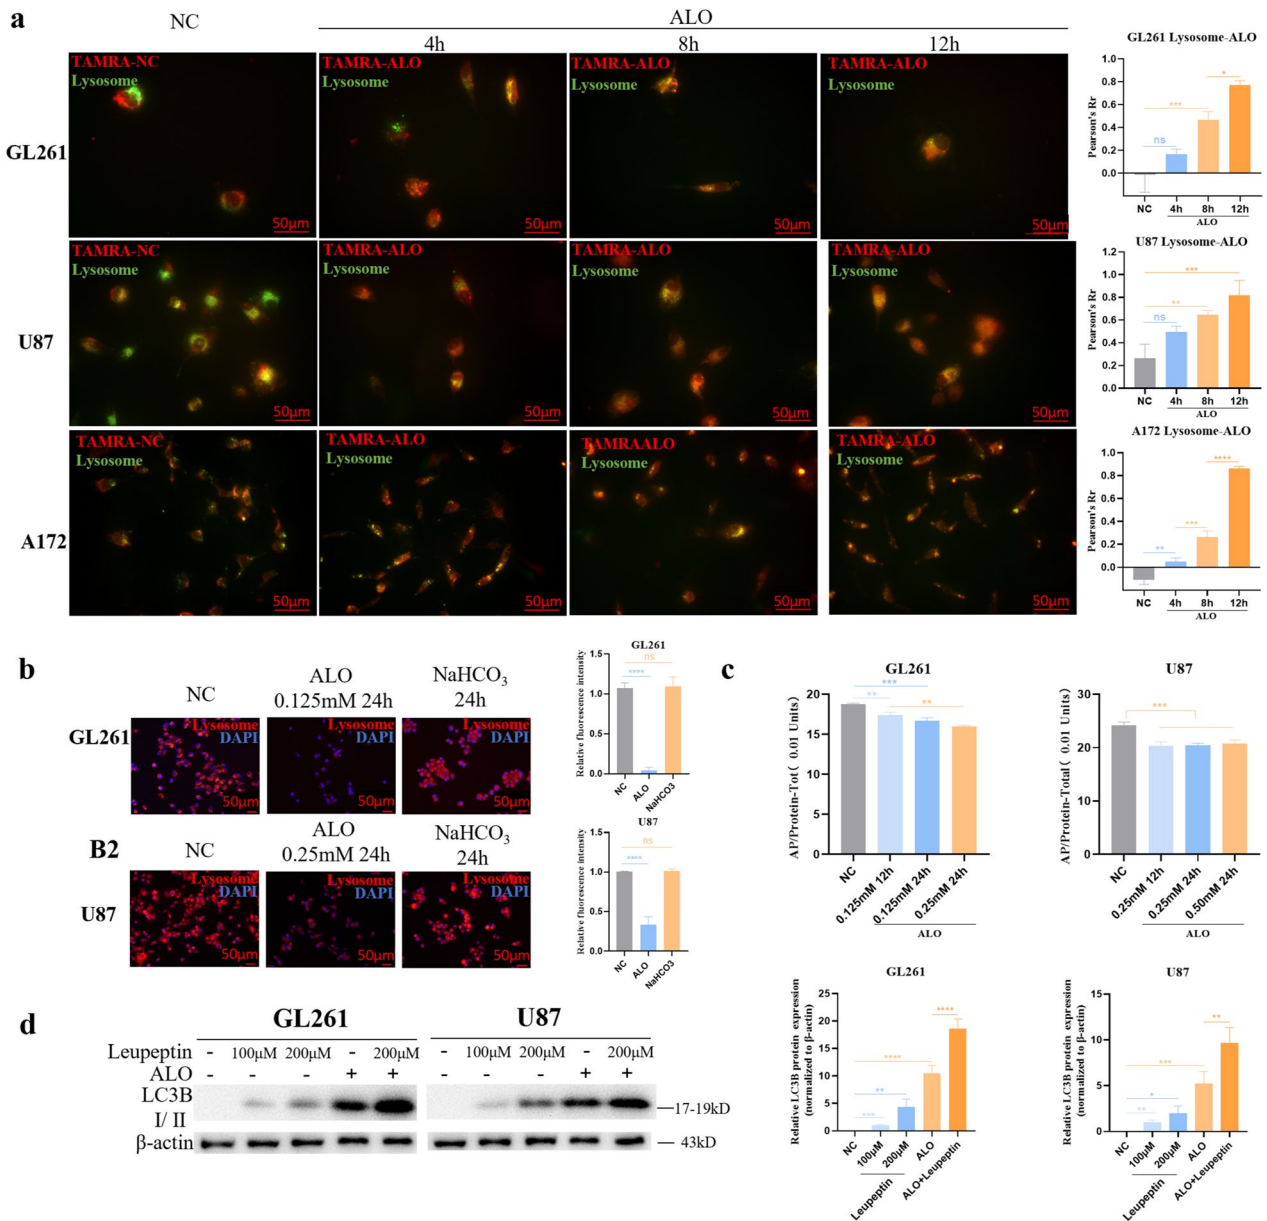 a
NC
ALO
4h
8h
12h
GL261
TAMRA-NC
Lysosome
50μm
TAMRA-ALO
Lysosome
50μm
TAMRA-ALO
Lysosome
50μm
TAMRA-ALO
Lysosome
50μm
GL261 Lysosome-ALO
Pearson's Rr
1.0
0.8
0.6
0.4
0.2
0.0
ns
***
*
NC 4h 8h 12h
ALO
U87
TAMRA-NC
Lysosome
50μm
TAMRA-ALO
Lysosome
50μm
TAMRA-ALO
Lysosome
50μm
TAMRA-ALO
Lysosome
50μm
U87 Lysosome-ALO
Pearson's Rr
1.2
1.0
0.8
0.6
0.4
0.2
0.0
ns
**
***
NC 4h 8h 12h
ALO
A172
TAMRA-NC
Lysosome
50μm
TAMRA-ALO
Lysosome
50μm
TAMRAALO
Lysosome
50μm
TAMRA-ALO
Lysosome
50μm
A172 Lysosome-ALO
Pearson's Rr
1.0
0.8
0.6
0.4
0.2
0.0
**
***
****
NC 4h 8h 12h
ALO
b
NC
ALO
0.125mM 24h
NaHCO3
24h
GL261
Lysosome
DAPI
50μm
Lysosome
DAPI
50μm
Lysosome
DAPI
50μm
GL261
Relative fluorescence intensity
1.5
1.0
0.5
0.0
ns
****
NC
ALO
NaHCO3
B2
NC
ALO
0.25mM 24h
NaHCO3
24h
U87
Lysosome
DAPI
50μm
Lysosome
DAPI
50μm
Lysosome
DAPI
50μm
U87
Relative fluorescence intensity
1.5
1.0
0.5
0.0
ns
****
NC
ALO
NaHCO3
c
GL261
AP/Protein-Tot( 0.01 Units)
20
15
10
5
0
***
**
**
NC
0.125mM 12h
0.125mM 24h
0.25mM 24h
ALO
U87
AP/Protein-Total( 0.01 Units)
30
20
10
0
***
NC
0.25mM 12h
0.25mM 24h
0.50mM 24h
ALO
d
GL261
U87
Leupeptin - 100μM 200μM - 200μM - 100μM 200μM - 200μM
ALO - - - + + - - - + +
LC3B
I/ II
17-19kD
β-actin
43kD
GL261
Relative LC3B protein expression
(normalized to β-actin)
25
20
15
10
5
0
****
****
**
***
NC
100μM
200μM
ALO
ALO+Leupeptin
Leupeptin
U87
Relative LC3B protein expression
(normalized to β-actin)
15
10
5
0
**
***
*
**
NC
100μM
200μM
ALO
ALO+Leupeptin
Leupeptin